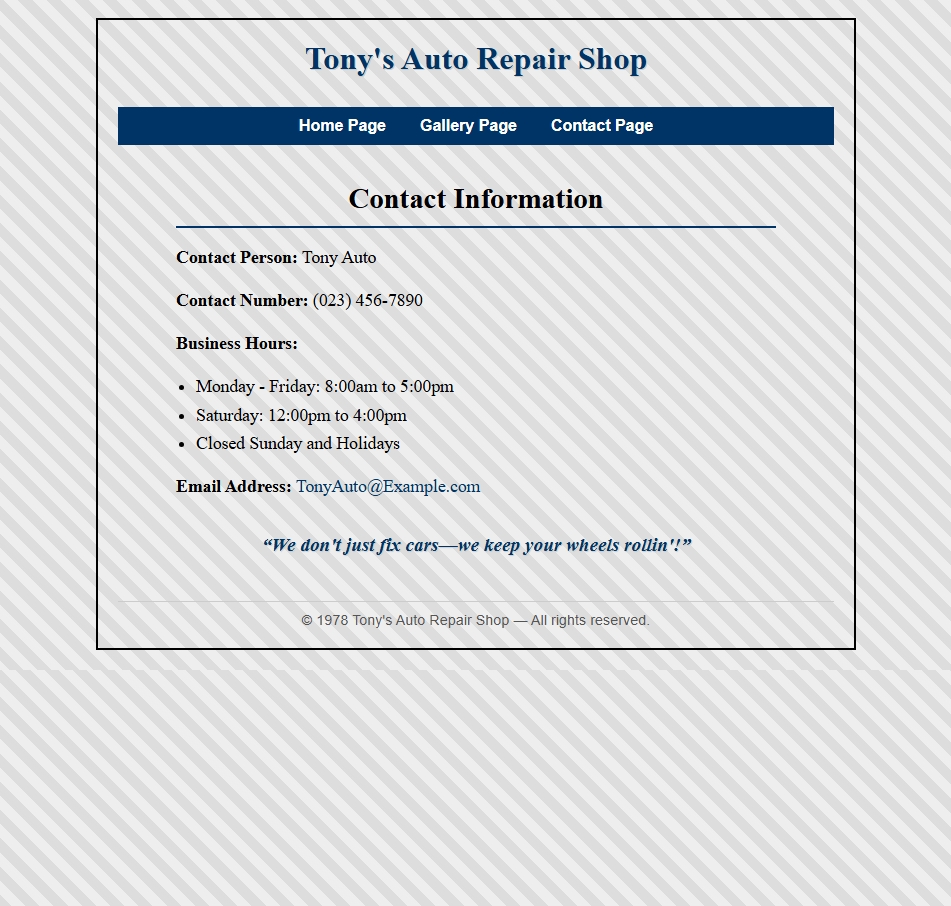 Tony's Auto Repair Shop
Home Page Gallery Page Contact Page
Contact Information
Contact Person: Tony Auto
Contact Number: (023) 456-7890
Business Hours:
• Monday - Friday: 8:00am to 5:00pm
• Saturday: 12:00pm to 4:00pm
• Closed Sunday and Holidays
Email Address: TonyAuto@Example.com
“We don't just fix cars—we keep your wheels rollin'!”
© 1978 Tony's Auto Repair Shop — All rights reserved.